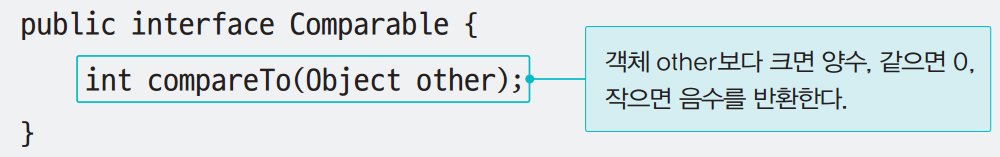 public interface Comparable {
int compareTo(Object other);
객체 other보다 크면 양수, 같으면 0,
작으면 음수를 반환한다.
}